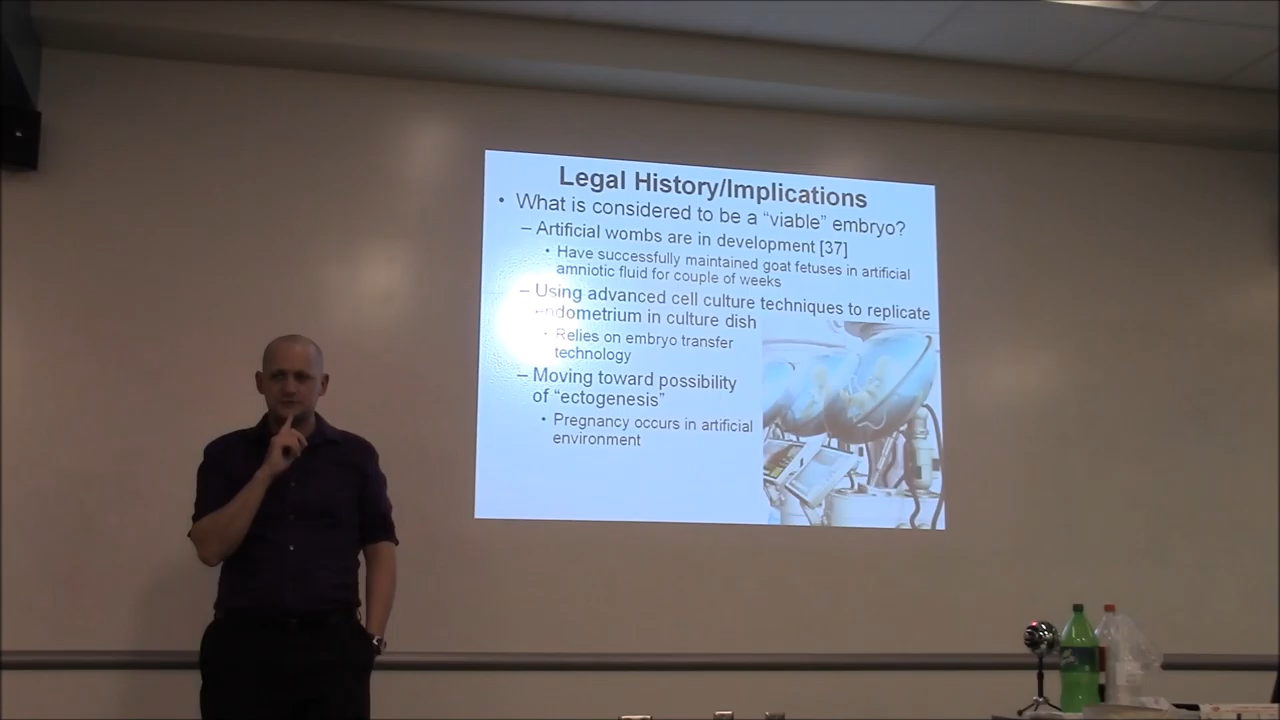 Legal History/Implications
• What is considered to be a “viable” embryo?
– Artificial wombs are in development [37]
• Have successfully maintained goat fetuses in artificial
amniotic fluid for couple of weeks
– Using advanced cell culture techniques to replicate
endometrium in culture dish
• Relies on embryo transfer
technology
– Moving toward possibility
of “ectogenesis”
• Pregnancy occurs in artificial
environment